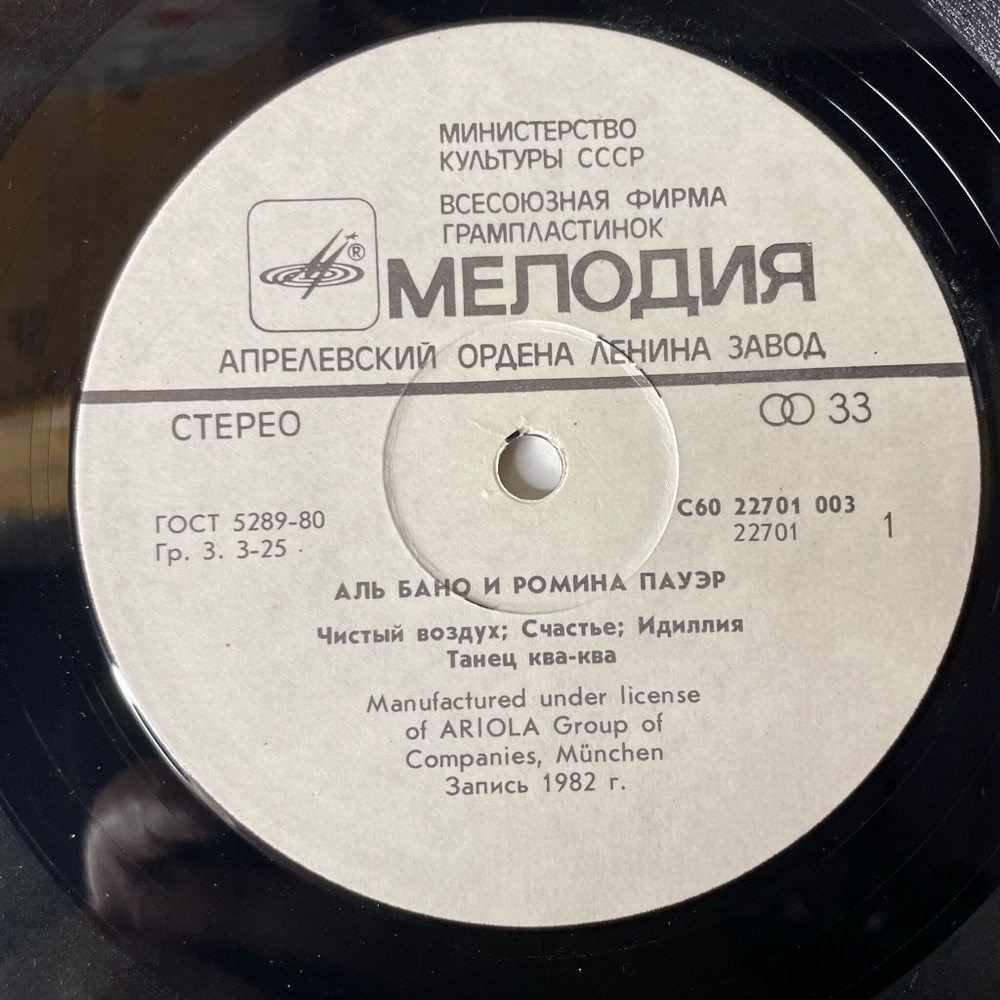 МИНИСТЕРСТВО
КУЛЬТУРЫ СССР
ВСЕСОЮЗНАЯ ФИРМА
ГРАМПЛАСТИНОК
®
МЕЛОДИЯ
АПРЕЛЕВСКИЙ ОРДЕНА ЛЕНИНА ЗАВОД
СТЕРЕО
33
ГОСТ 5289-80
Гр. 3. 3-25
С60 22701 003
22701
1
АЛЬ БАНО И РОМИНА ПАУЭР
Чистый воздух; Счастье; Идиллия
Танец ква-ква
Manufactured under license
of ARIOLA Group of
Companies, München
Запись 1982 г.